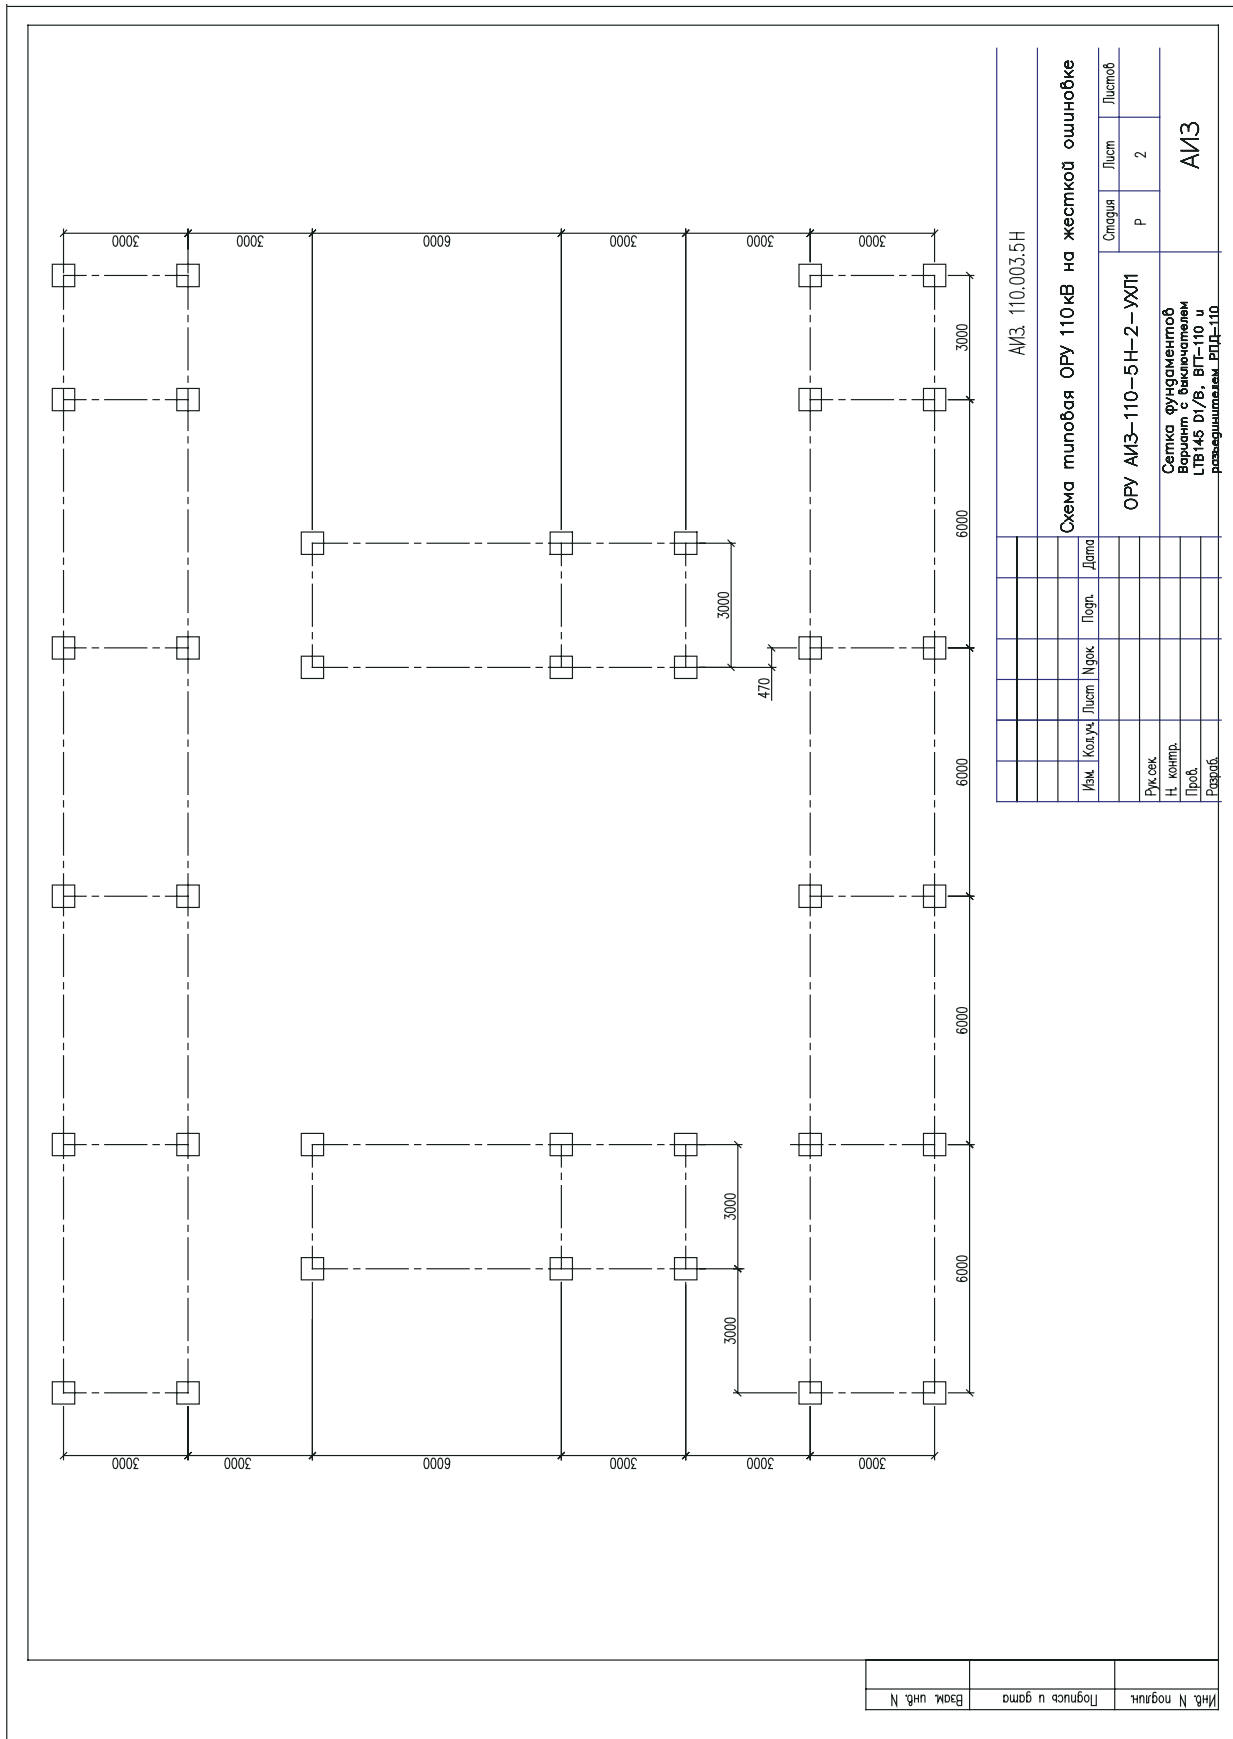 3000
3000
6000
3000
3000
3000
3000
6000
6000
6000
6000
3000
470
3000
3000
3000
3000
6000
3000
3000
3000
АИЗ. 110.003.5Н
Схема типовая ОРУ 110кВ на жесткой ошиновке
Изм. Кол.уч. Лист Nдок. Подп. Дата
ОРУ АИЗ-110-5Н-2-УХЛ1
Стадия Лист Листов
Р 2
Рук.сек.
Н. контр.
Пров.
Разраб.
Сетка фундаментов
Вариант с выключателем
LTB145 D1/B, ВГТ-110 и
разъединителем РПД-110
АИЗ
Взам. инв. N
Подпись и дата
Инв. N подлин.